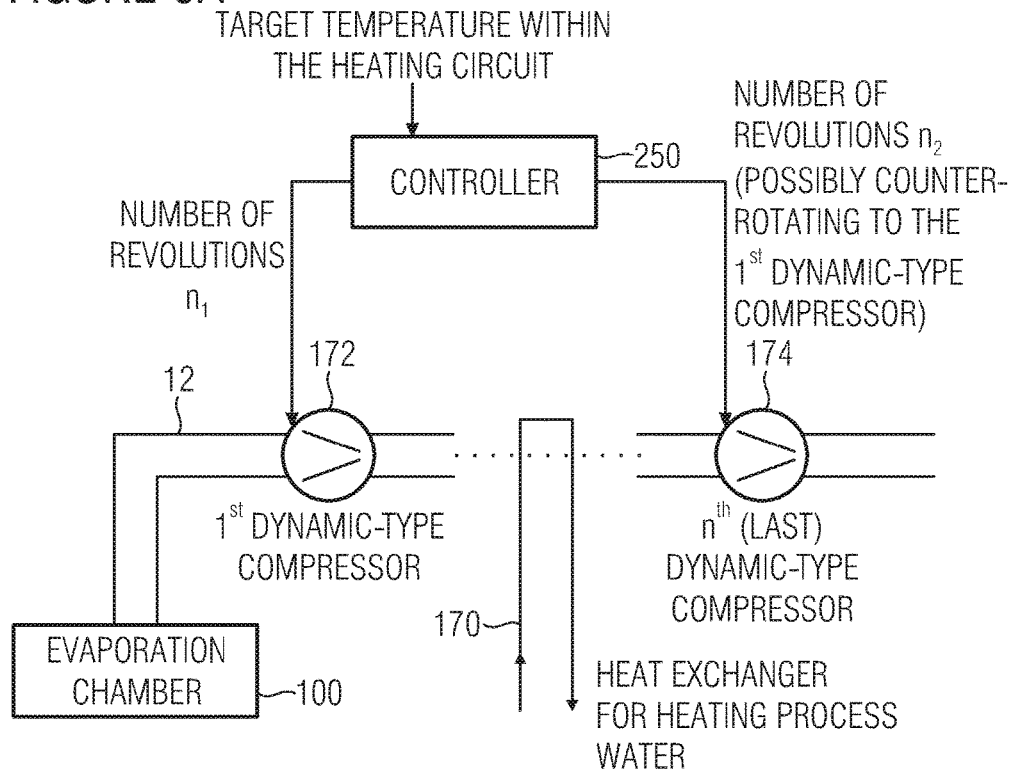 TARGET TEMPERATURE WITHIN
THE HEATING CIRCUIT
CONTROLLER
250
NUMBER OF
REVOLUTIONS
n₁
NUMBER OF
REVOLUTIONS n₂
(POSSIBLY COUNTER-
ROTATING TO THE
1st DYNAMIC-TYPE
COMPRESSOR)
12
172
174
1st DYNAMIC-TYPE
COMPRESSOR
nth (LAST)
DYNAMIC-TYPE
COMPRESSOR
170
EVAPORATION
CHAMBER
100
HEAT EXCHANGER
FOR HEATING PROCESS
WATER